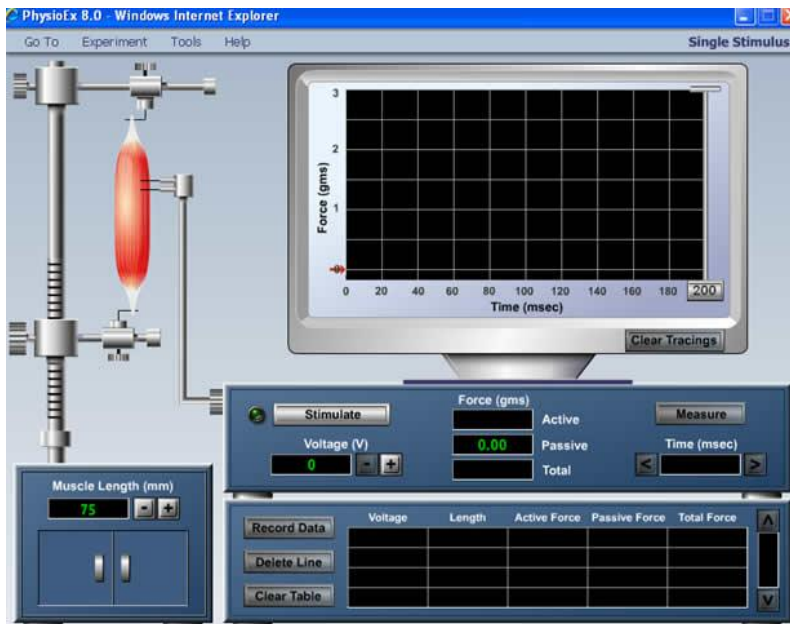 PhysioEx 8.0 - Windows Internet Explorer
Go To Experiment Tools Help Single Stimulus
3
2
1
0
Force (gms)
0 20 40 60 80 100 120 140 160 180 200
Time (msec)
Clear Tracings
Stimulate
Voltage (V)
0 - +
Force (gms)
Active
0.00 Passive
Total
Measure
Time (msec)
< >
Muscle Length (mm)
75 - +
Record Data
Delete Line
Clear Table
Voltage Length Active Force Passive Force Total Force